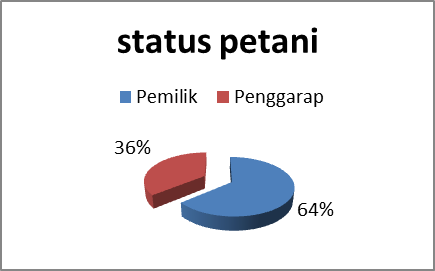 status petani
Pemilik Penggarap
36%
64%